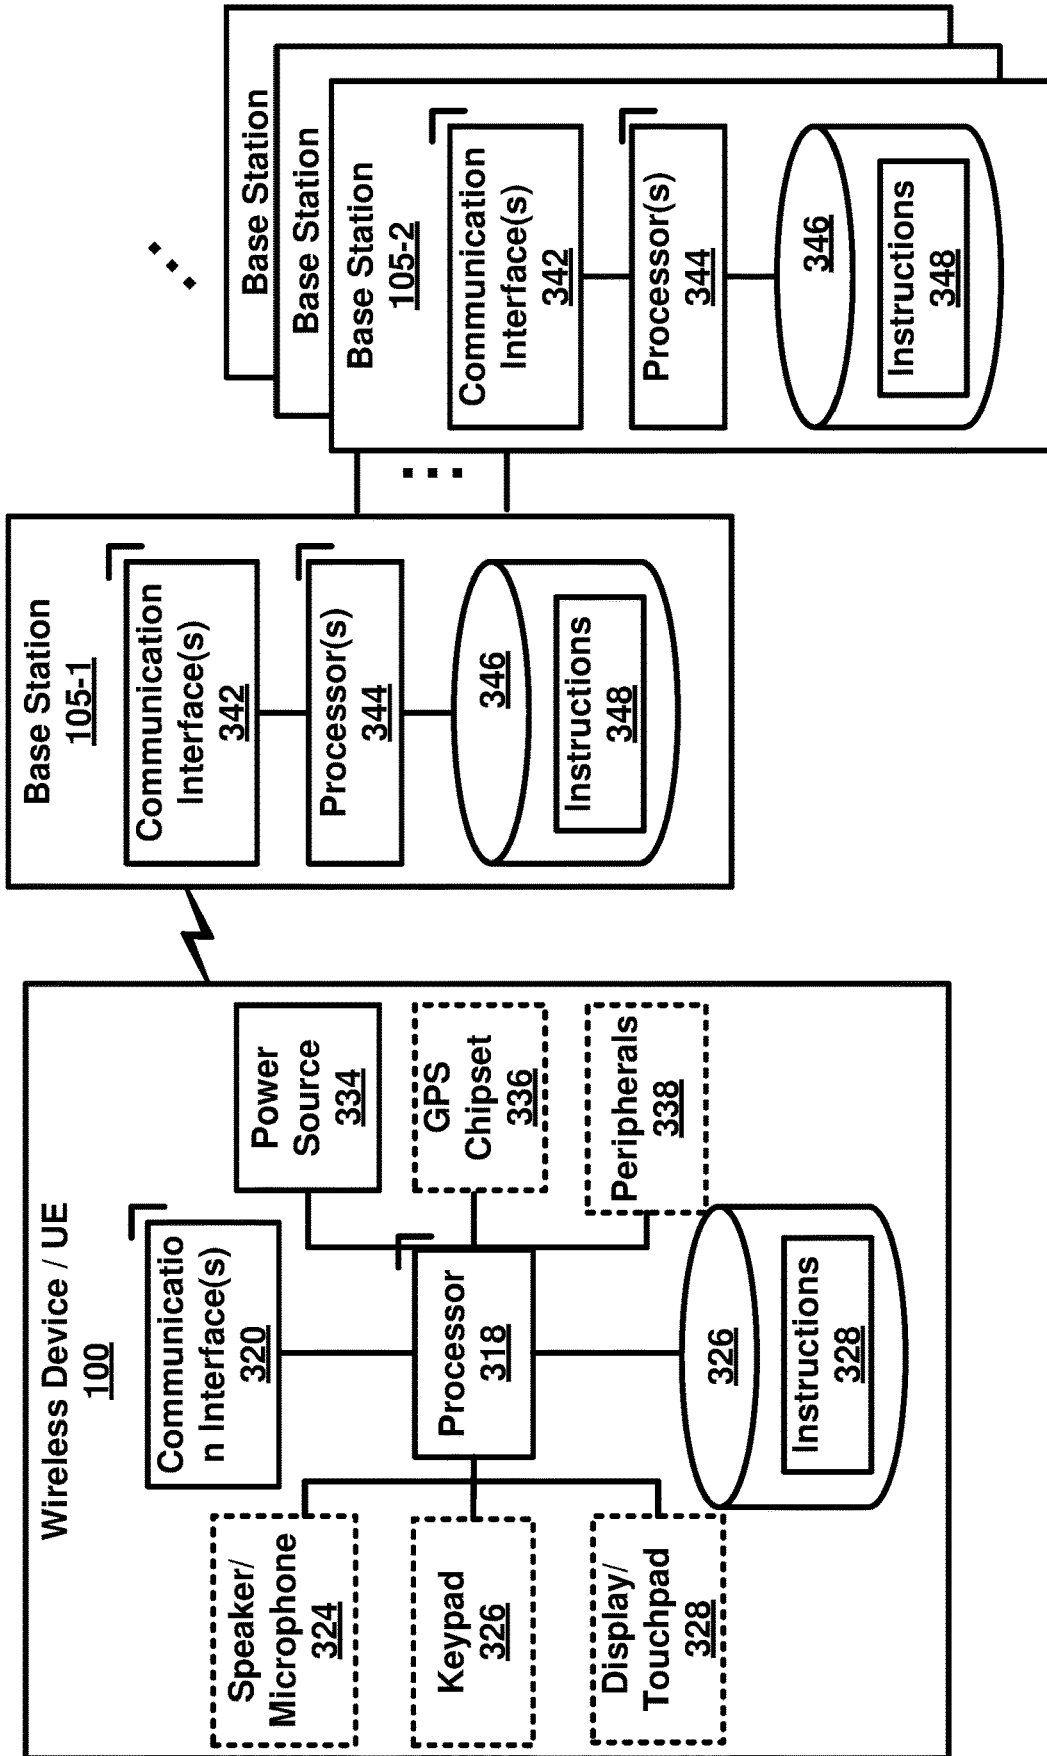 Wireless Device / UE
100
Speaker/
Microphone
324
Keypad
326
Display/
Touchpad
328
Communicatio
n Interface(s)
320
Processor
318
326
Instructions
328
Power
Source
334
GPS
Chipset
336
Peripherals
338
Base Station
105-1
Communication
Interface(s)
342
Processor(s)
344
346
Instructions
348
Base Station
Base Station
Base Station
105-2
Communication
Interface(s)
342
Processor(s)
344
346
Instructions
348